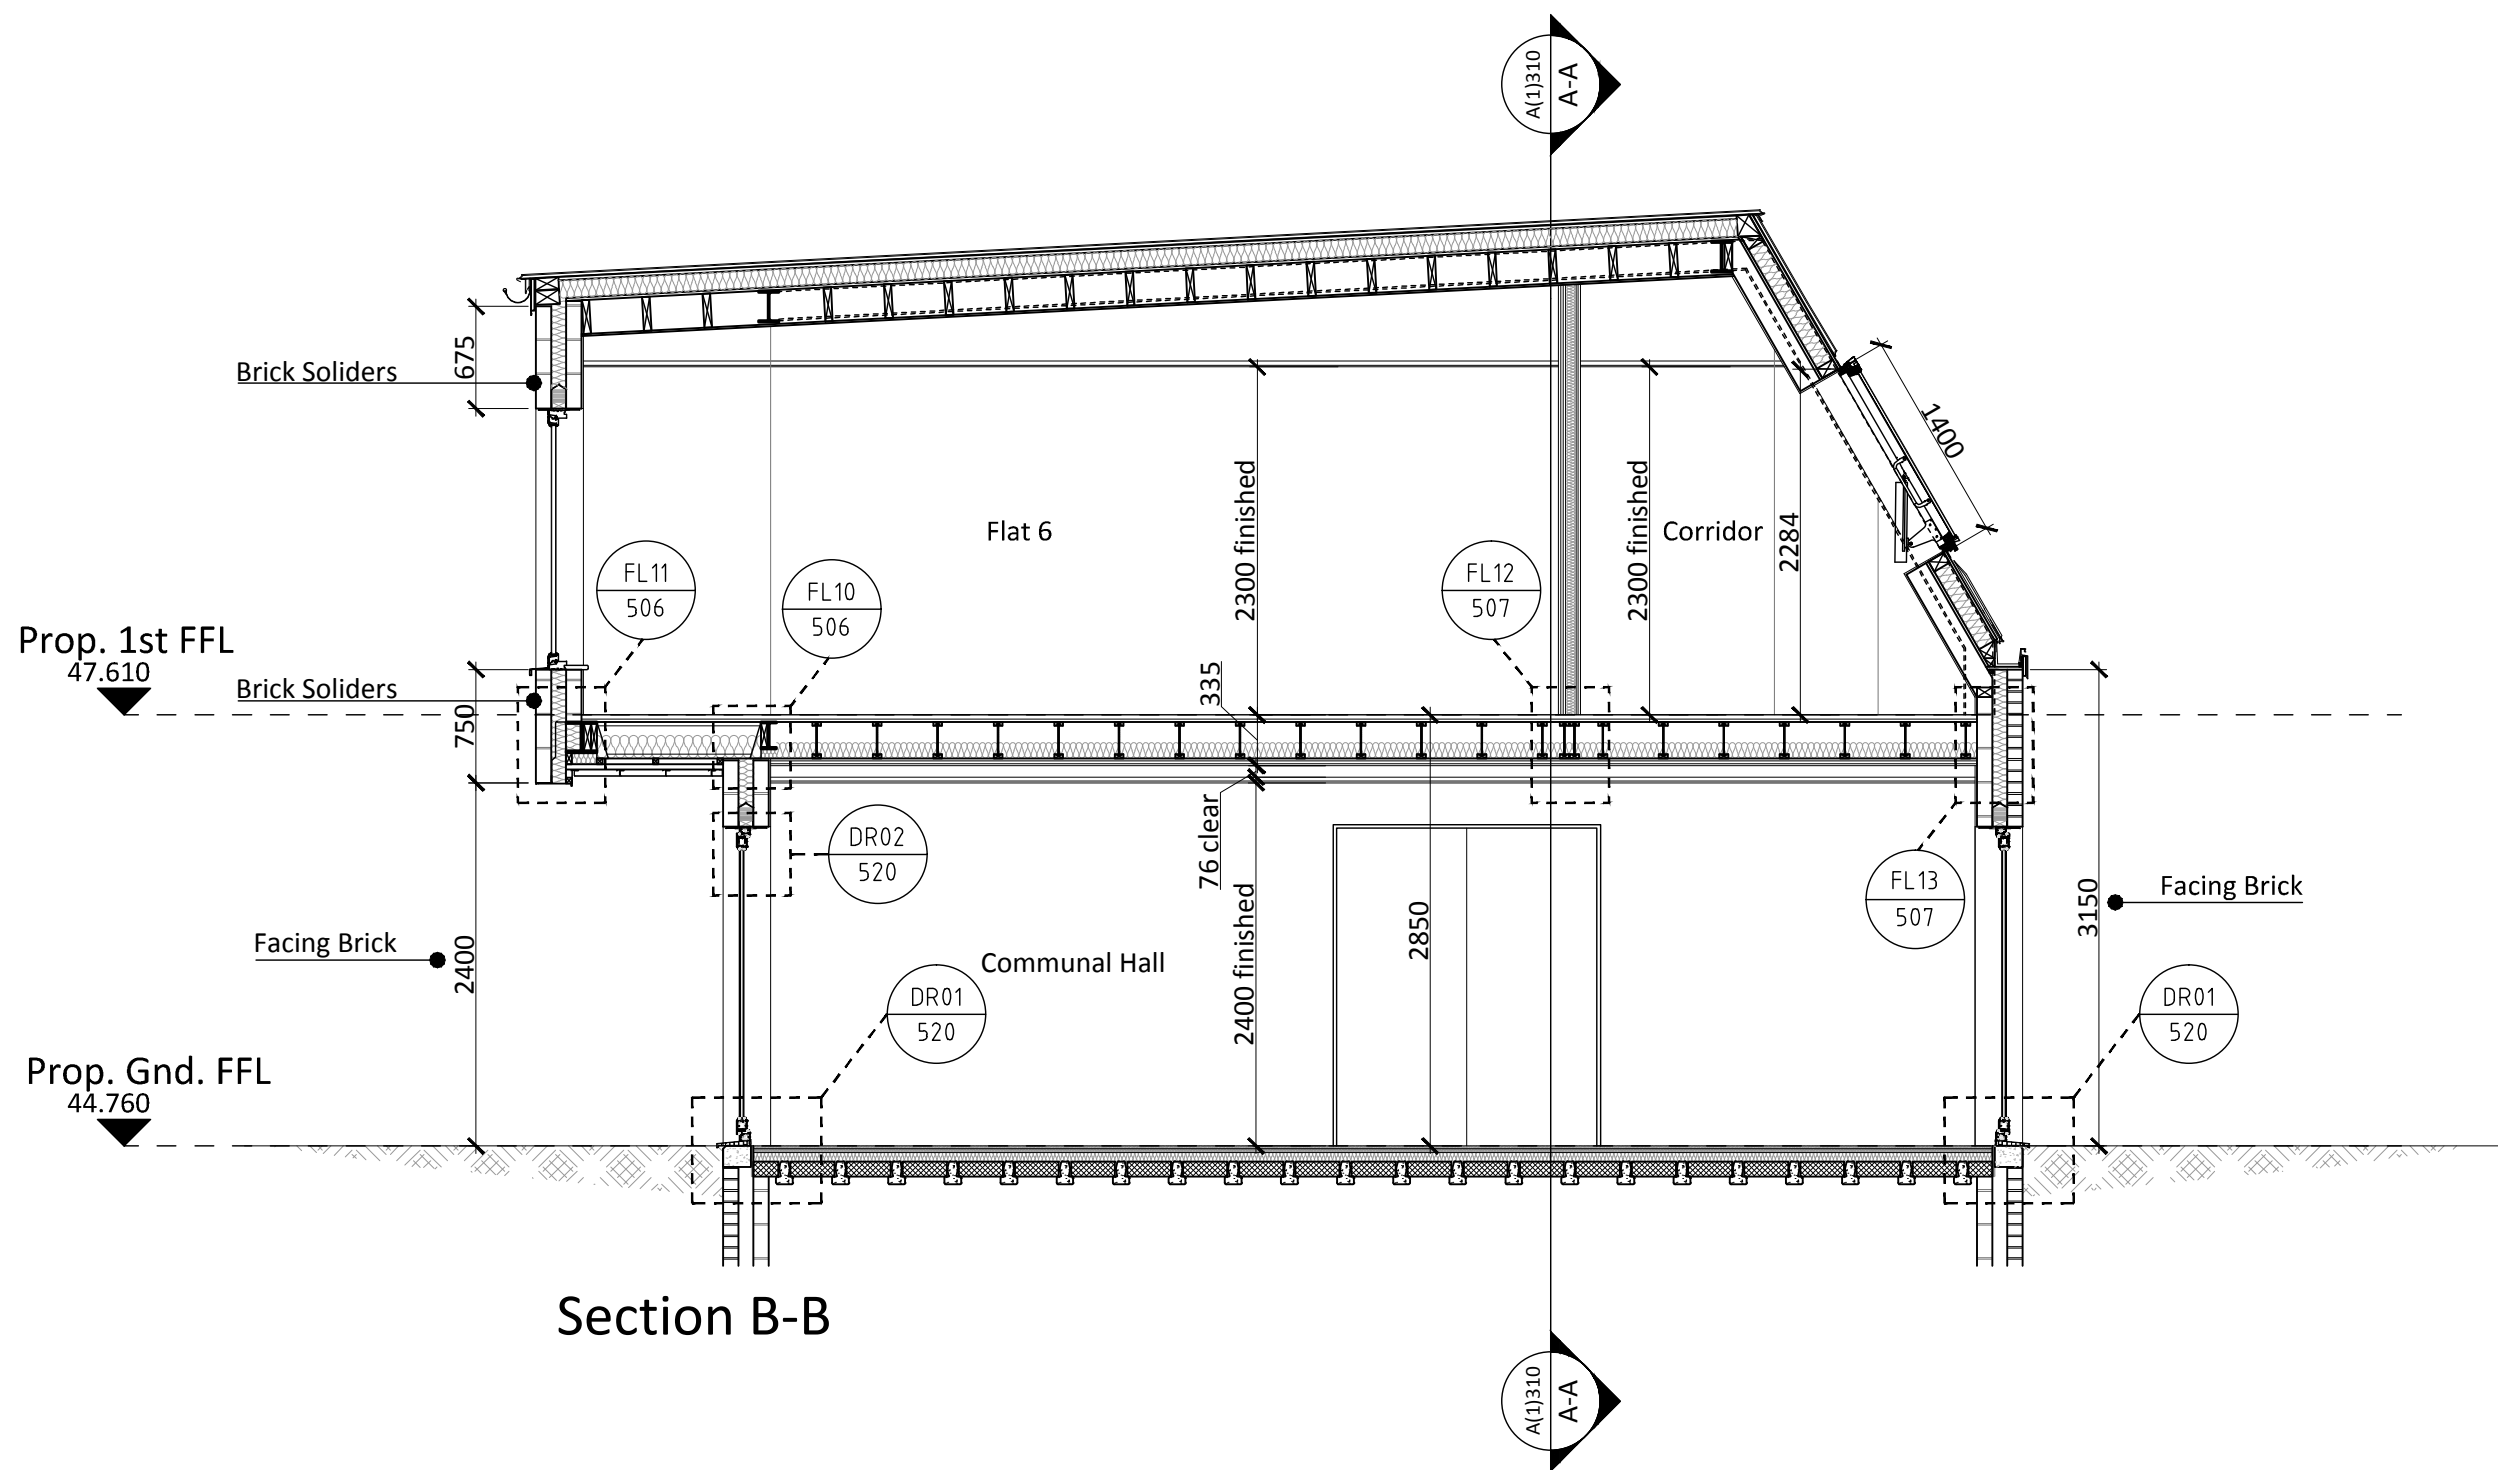 A(1)310
A-A
675
Brick Soliders
1400
2300 finished
2300 finished
Flat 6
Corridor
2284
FL11
506
FL10
506
FL12
507
Prop. 1st FFL
47.610
Brick Soliders
335
750
76 clear
DR02
520
FL13
507
Facing Brick
3150
2850
Facing Brick
2400
2400 finished
Communal Hall
DR01
520
DR01
520
Prop. Gnd. FFL
44.760
Section B-B
A(1)310
A-A